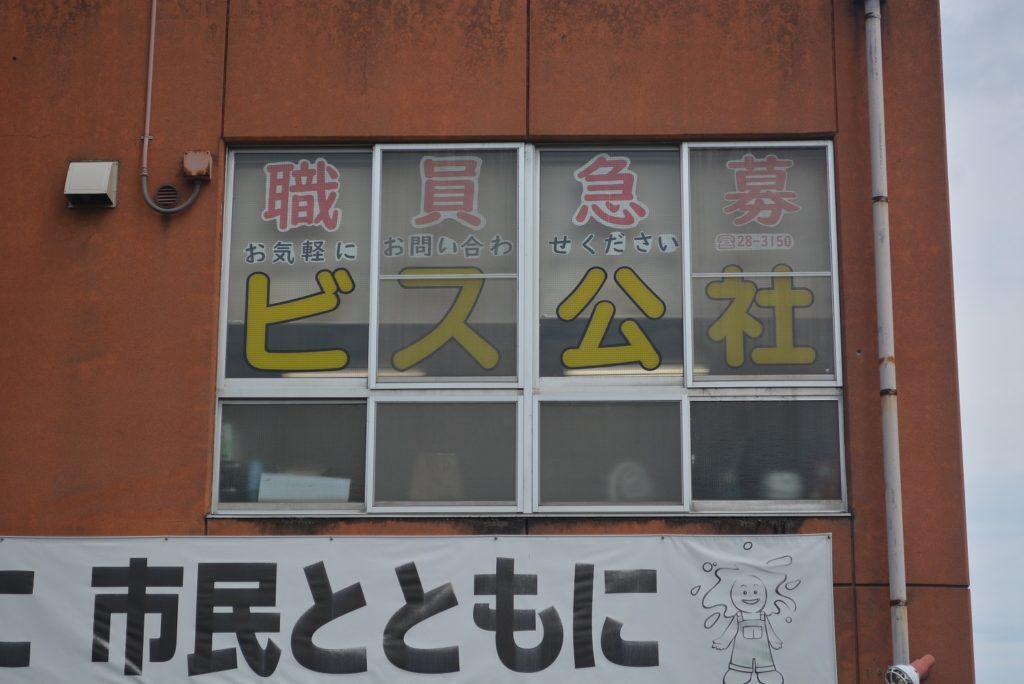 職員急募
お気軽にお問い合わせください ☎28-3150
ビス公社
に 市民とともに